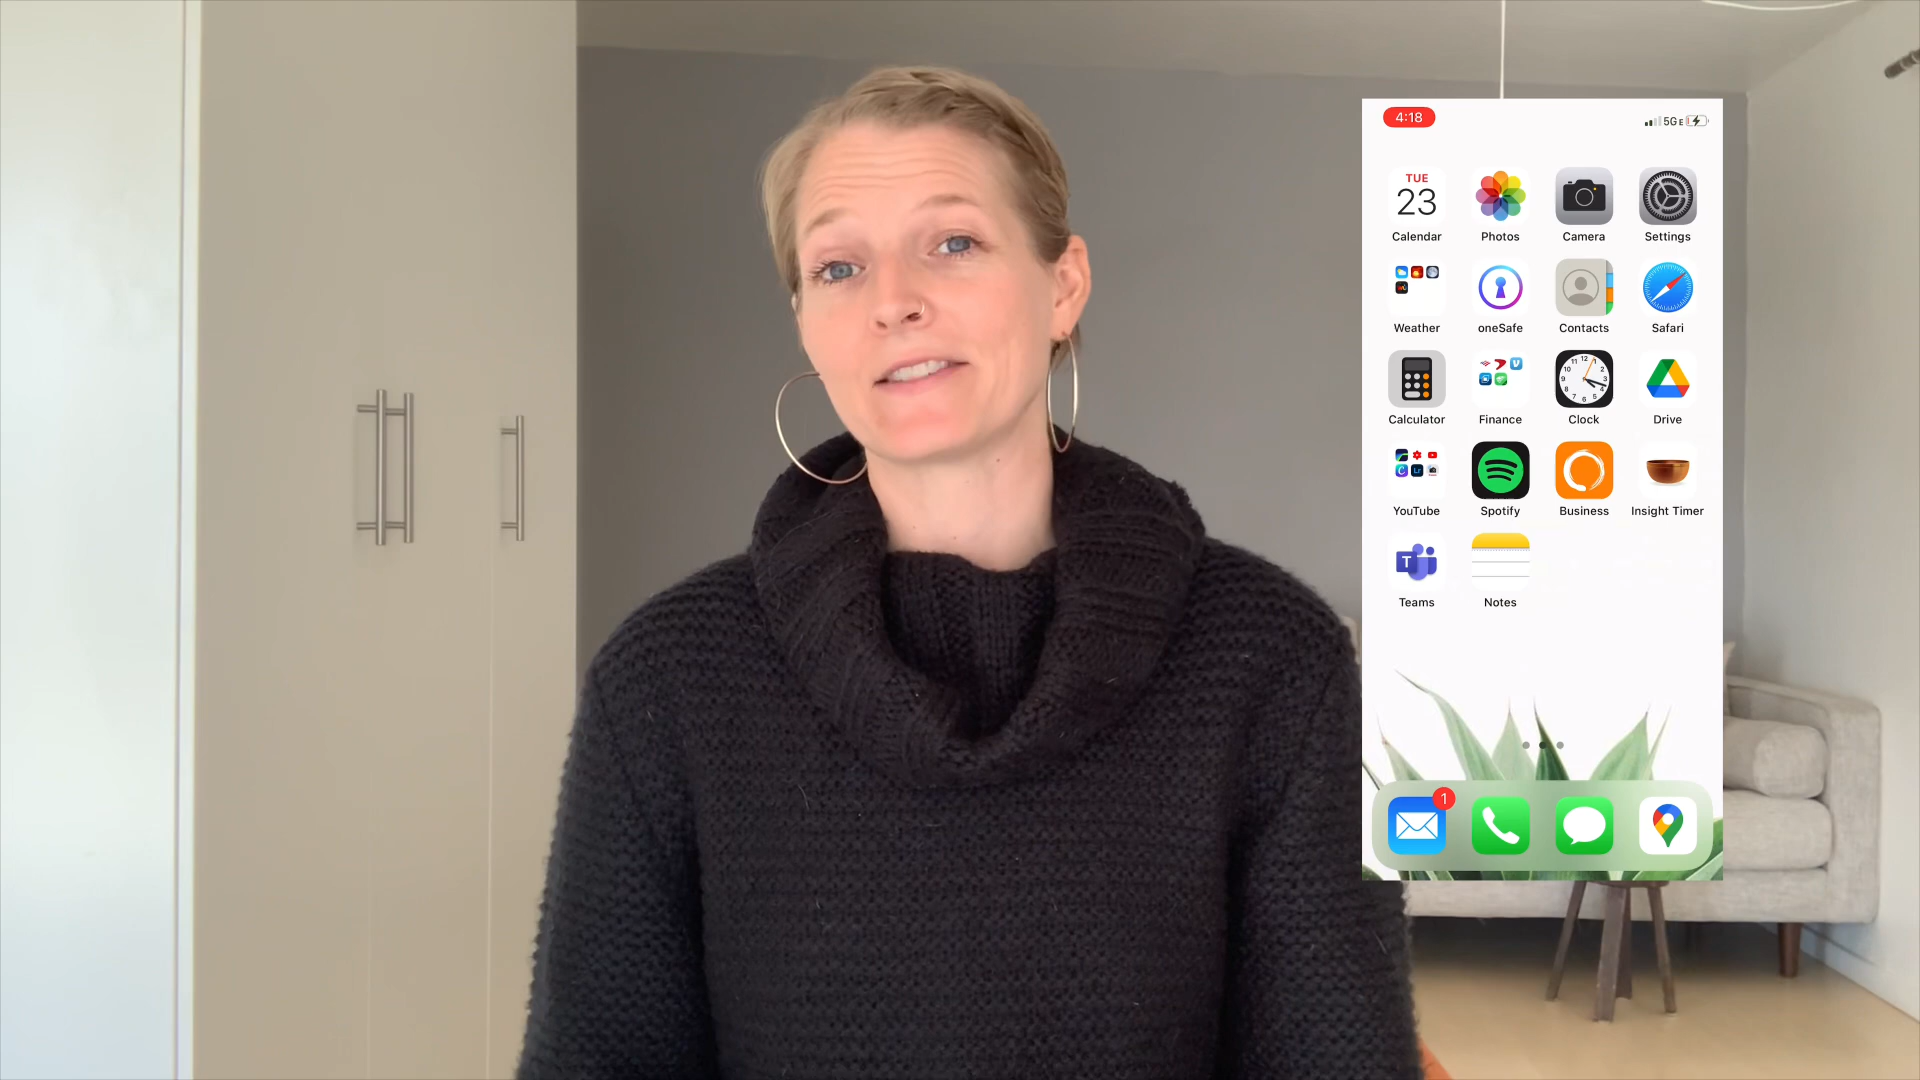 4:18 5G E
TUE
23
Calendar Photos Camera Settings
Weather oneSafe Contacts Safari
Calculator Finance Clock Drive
YouTube Spotify Business Insight Timer
T
Teams Notes
1